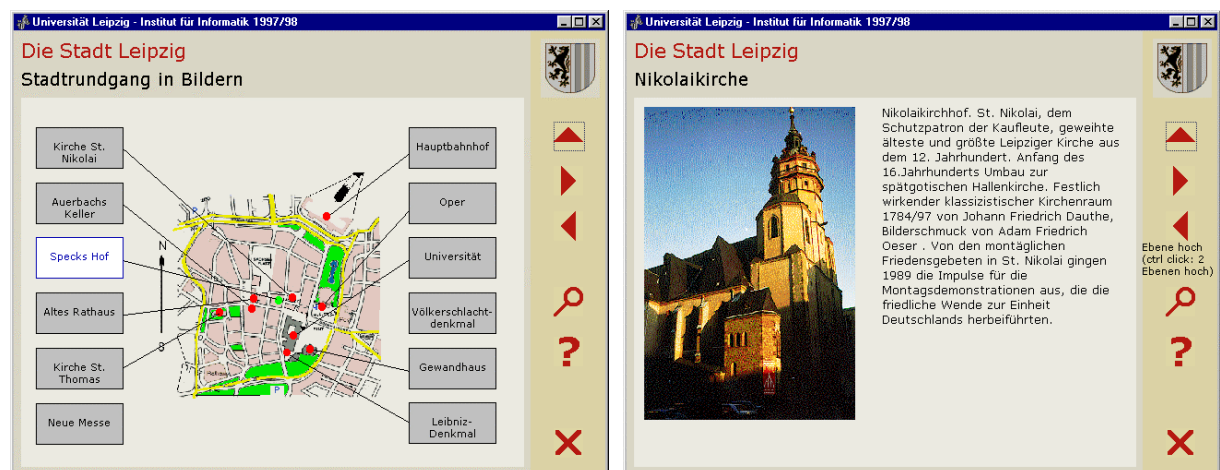 Universität Leipzig - Institut für Informatik 1997/98
Die Stadt Leipzig
Stadtrundgang in Bildern
Kirche St.
Nikolai
Auerbachs
Keller
Specks Hof
Altes Rathaus
Kirche St.
Thomas
Neue Messe
N
S
P
Hauptbahnhof
Oper
Universität
Völkerschlacht-
denkmal
Gewandhaus
Leibniz-
Denkmal
?
Universität Leipzig - Institut für Informatik 1997/98
Die Stadt Leipzig
Nikolaikirche
Nikolaikirchhof. St. Nikolai, dem
Schutzpatron der Kaufleute, geweihte
älteste und größte Leipziger Kirche aus
dem 12. Jahrhundert. Anfang des
16.Jahrhunderts Umbau zur
spätgotischen Hallenkirche. Festlich
wirkender klassizistischer Kirchenraum
1784/97 von Johann Friedrich Dauthe,
Bilderschmuck von Adam Friedrich
Oeser . Von den montäglichen
Friedensgebeten in St. Nikolai gingen
1989 die Impulse für die
Montagsdemonstrationen aus, die die
friedliche Wende zur Einheit
Deutschlands herbeiführten.
Ebene hoch
(ctrl click: 2
Ebenen hoch)
?